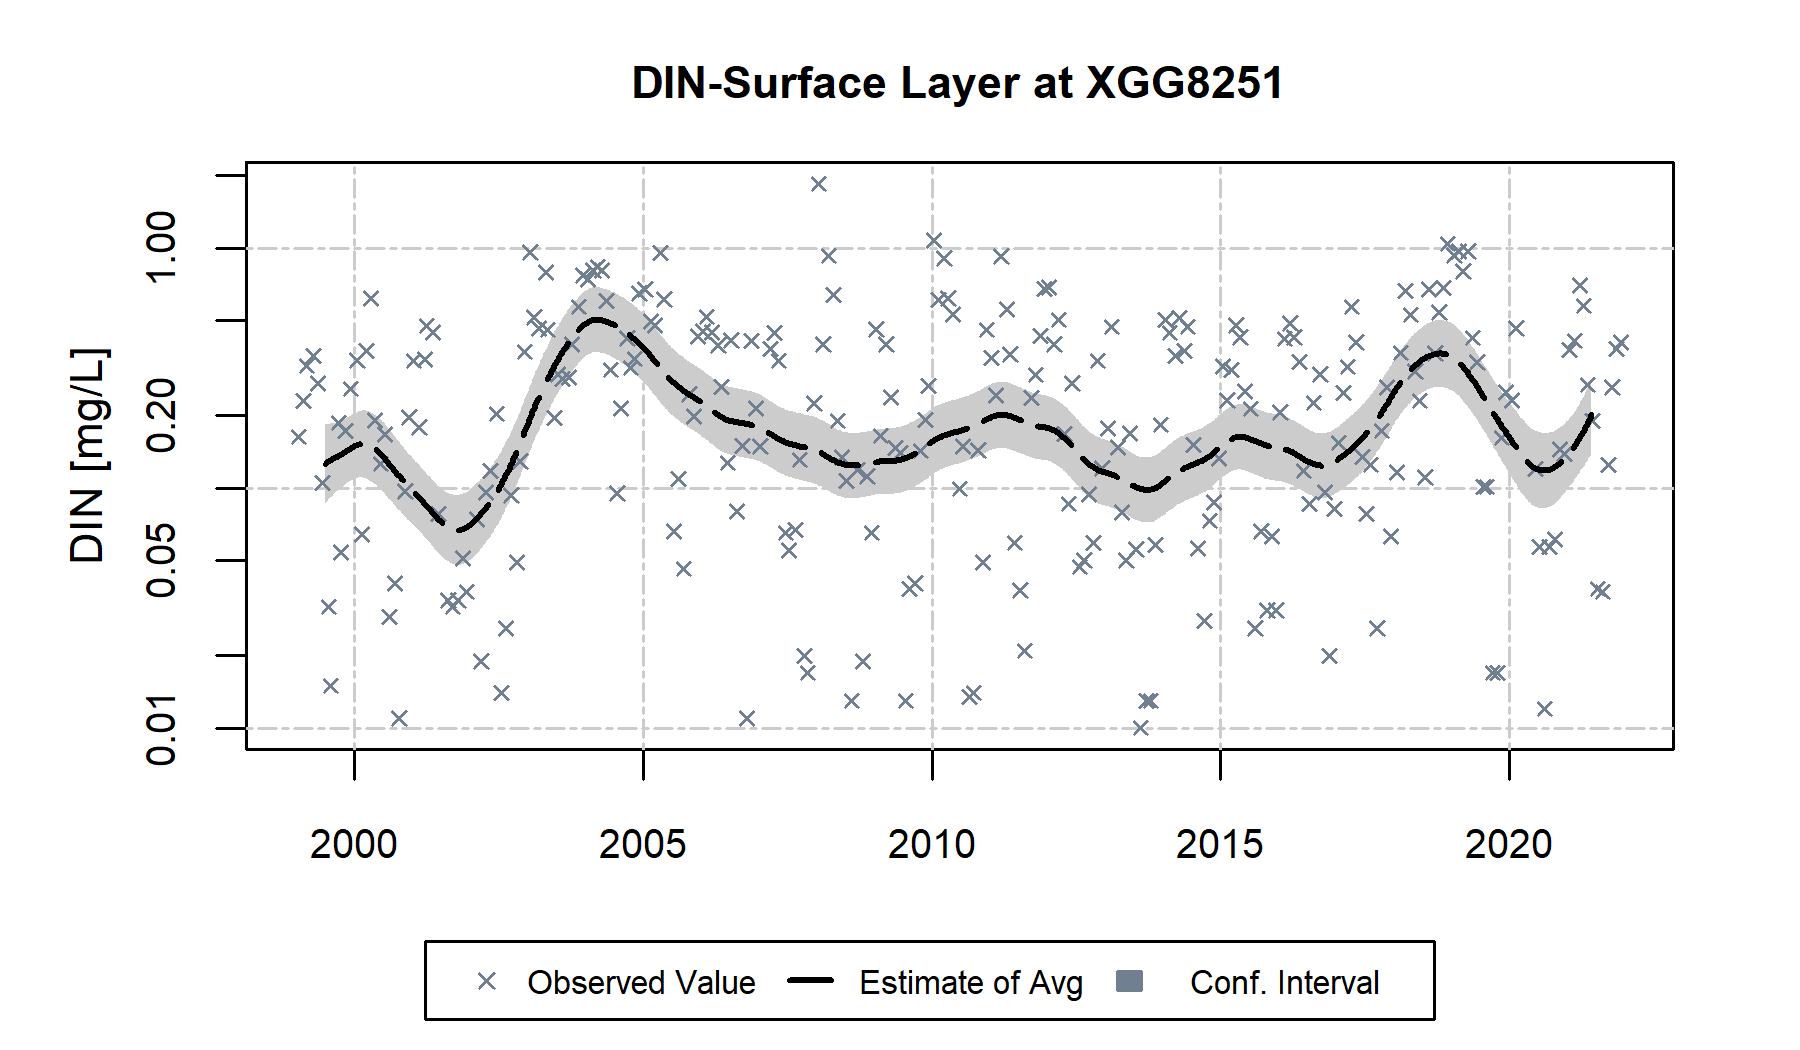 DIN-Surface Layer at XGG8251
DIN [mg/L]
1.00
0.20
0.05
0.01
2000 2005 2010 2015 2020
Observed Value Estimate of Avg Conf. Interval